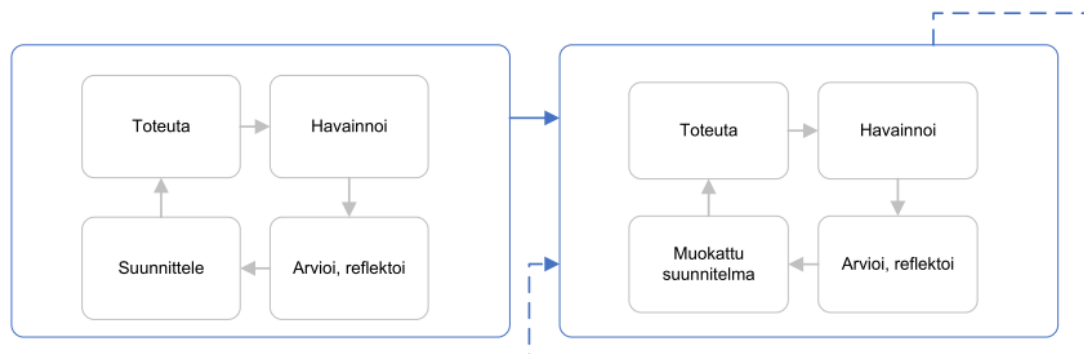 Toteuta
Havainnoi
Suunnittele
Arvioi, reflektoi
Toteuta
Havainnoi
Muokattu
suunnitelma
Arvioi, reflektoi